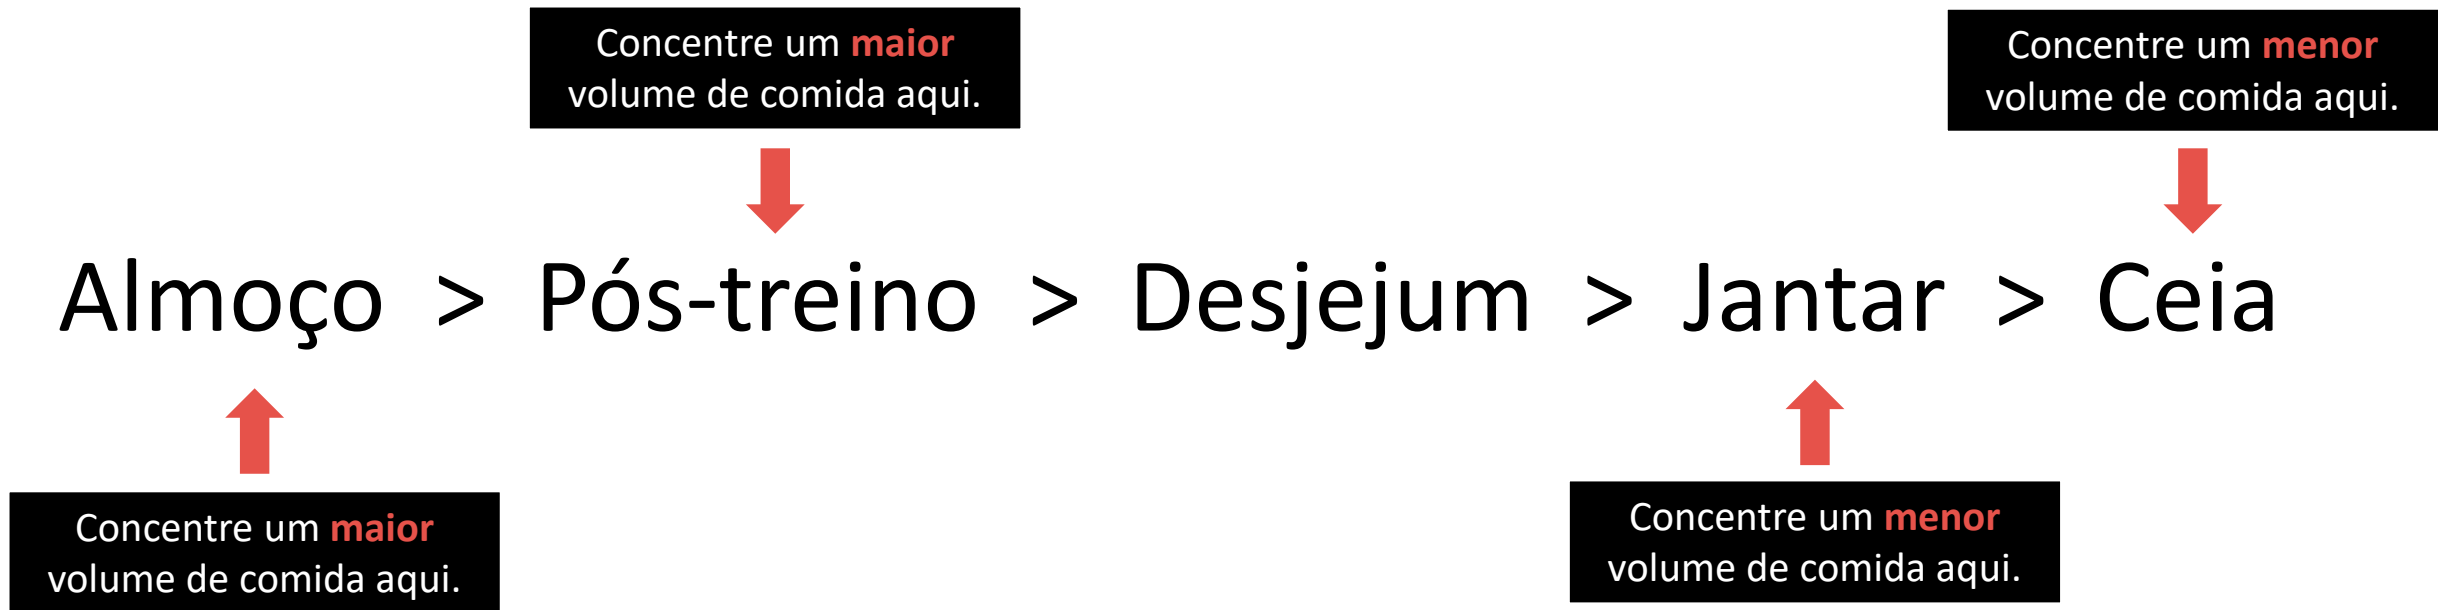 Concentre um maior
volume de comida aqui.
Concentre um menor
volume de comida aqui.
Almoço > Pós-treino > Desjejum > Jantar > Ceia
Concentre um maior
volume de comida aqui.
Concentre um menor
volume de comida aqui.